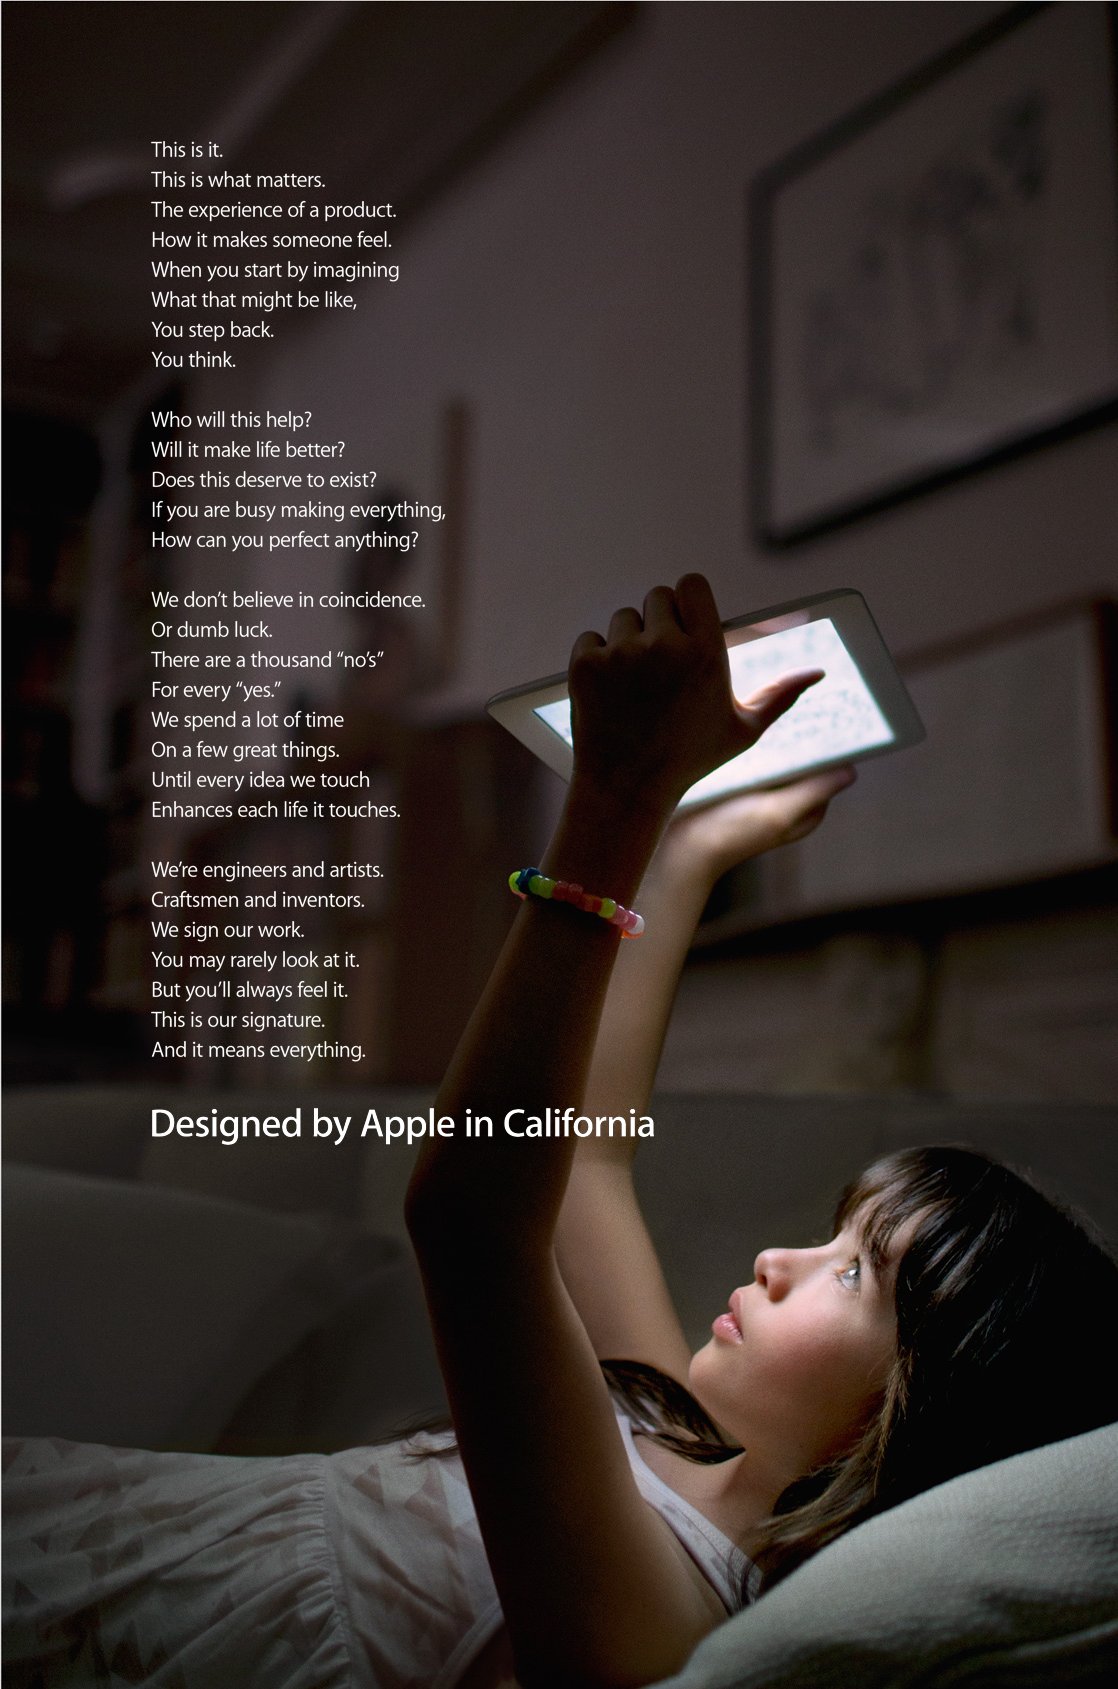 This is it.
This is what matters.
The experience of a product.
How it makes someone feel.
When you start by imagining
What that might be like,
You step back.
You think.
Who will this help?
Will it make life better?
Does this deserve to exist?
If you are busy making everything,
How can you perfect anything?
We don’t believe in coincidence.
Or dumb luck.
There are a thousand “no’s”
For every “yes.”
We spend a lot of time
On a few great things.
Until every idea we touch
Enhances each life it touches.
We’re engineers and artists.
Craftsmen and inventors.
We sign our work.
You may rarely look at it.
But you’ll always feel it.
This is our signature.
And it means everything.
Designed by Apple in California